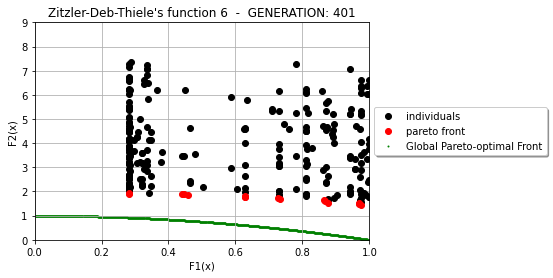 Zitzler-Deb-Thiele's function 6 - GENERATION: 401
9
8
7
6
5
4
3
2
1
0
F2(x)
0.0 0.2 0.4 0.6 0.8 1.0
F1(x)
individuals
pareto front
Global Pareto-optimal Front